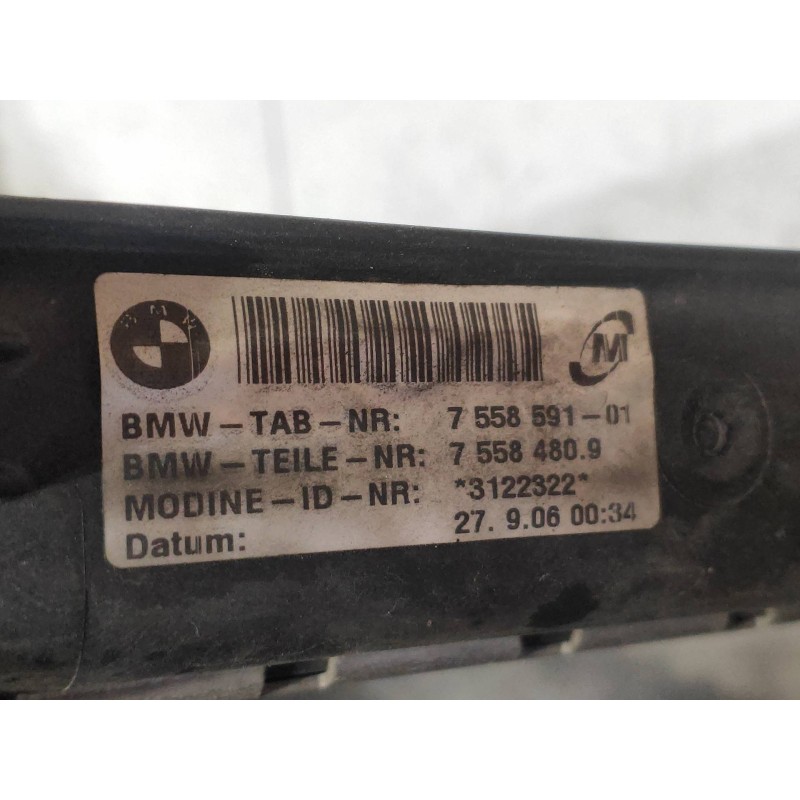 BMW
M
BMW-TAB-NR: 7 558 591-01
BMW-TEILE-NR: 7 558 480.9
MODINE-ID-NR: *3122322*
Datum: 27. 9.06 00:34